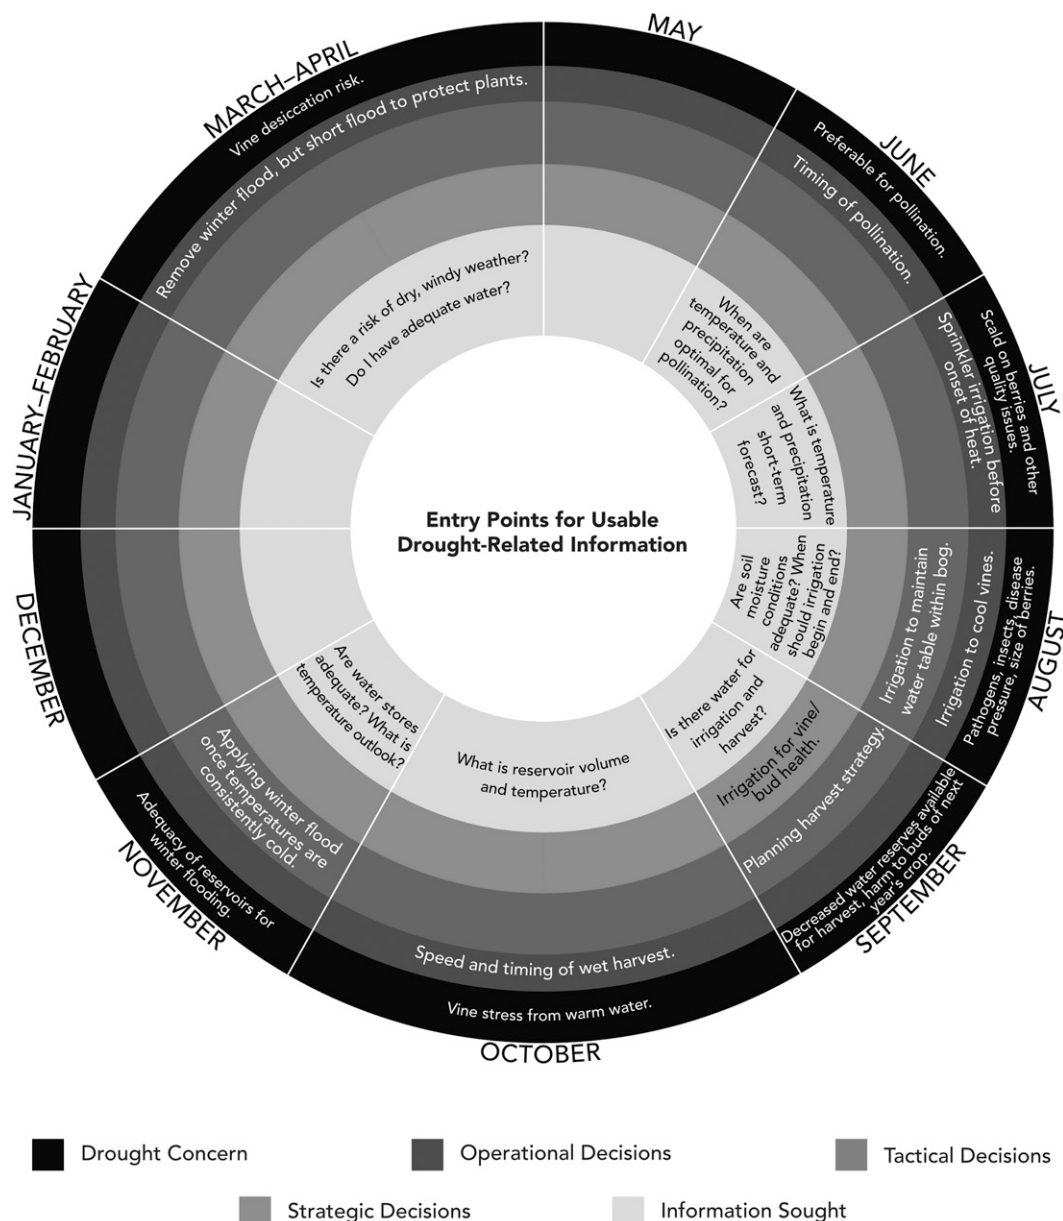 MAY
JUNE
JULY
AUGUST
SEPTEMBER
OCTOBER
NOVEMBER
DECEMBER
JANUARY–FEBRUARY
MARCH–APRIL
Vine desiccation risk.
Remove winter flood, but short flood to protect plants.
Is there a risk of dry, windy weather?
Do I have adequate water?
Preferable for pollination.
Timing of pollination.
When are
temperature and
precipitation
optimal for
pollination?
Scald on berries and other
quality issues.
Sprinkler irrigation before
onset of heat.
What is temperature
and precipitation
short-term
forecast?
Pathogens, insects, disease
pressure, size of berries.
Irrigation to cool vines.
Irrigation to maintain
water table within bog.
Are soil
moisture
conditions
adequate? When
should irrigation
begin and end?
Decreased water reserves available
for harvest, harm to buds of next
year's crop.
Planning harvest strategy.
Irrigation for vine/
bud health.
Is there water for
irrigation and
harvest?
Vine stress from warm water.
Speed and timing of wet harvest.
What is reservoir volume
and temperature?
Adequacy of reservoirs for
winter flooding.
Applying winter flood
once temperatures are
consistently cold.
Are water stores
adequate? What is
temperature outlook?
Entry Points for Usable
Drought-Related Information
Drought Concern
Operational Decisions
Tactical Decisions
Strategic Decisions
Information Sought